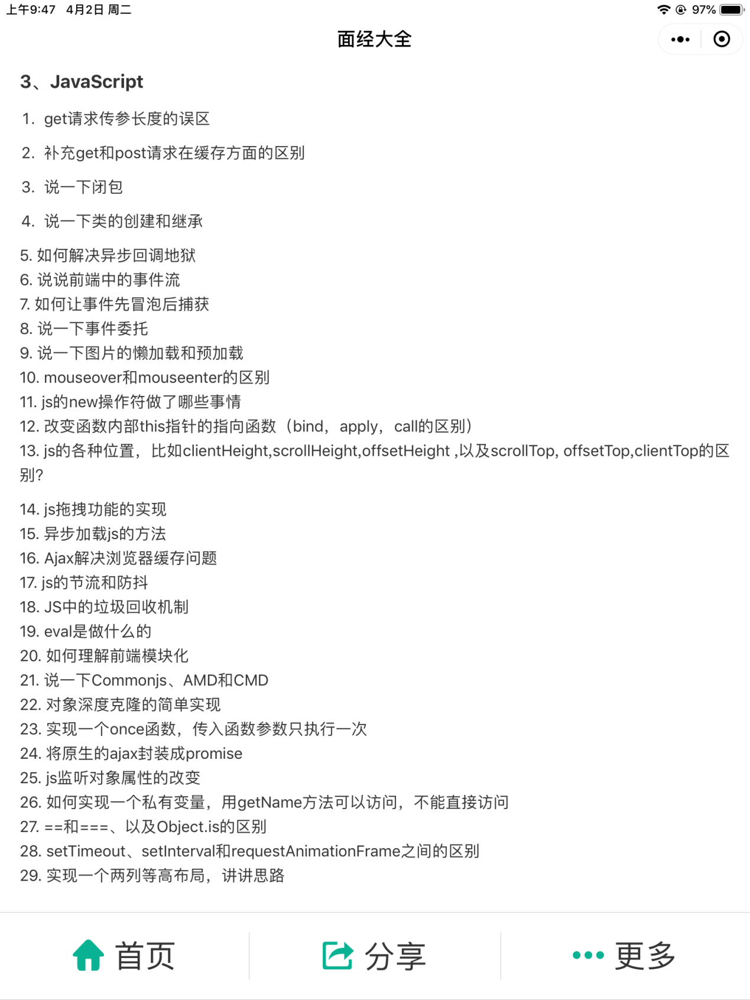 上午9:47 4月2日 周二
97%
面经大全
3、JavaScript
1. get请求传参长度的误区
2. 补充get和post请求在缓存方面的区别
3. 说一下闭包
4. 说一下类的创建和继承
5. 如何解决异步回调地狱
6. 说说前端中的事件流
7. 如何让事件先冒泡后捕获
8. 说一下事件委托
9. 说一下图片的懒加载和预加载
10. mouseover和mouseenter的区别
11. js的new操作符做了哪些事情
12. 改变函数内部this指针的指向函数（bind，apply，call的区别）
13. js的各种位置，比如clientHeight,scrollHeight,offsetHeight ,以及scrollTop, offsetTop,clientTop的区
别?
14. js拖拽功能的实现
15. 异步加载js的方法
16. Ajax解决浏览器缓存问题
17. js的节流和防抖
18. JS中的垃圾回收机制
19. eval是做什么的
20. 如何理解前端模块化
21. 说一下Commonjs、AMD和CMD
22. 对象深度克隆的简单实现
23. 实现一个once函数，传入函数参数只执行一次
24. 将原生的ajax封装成promise
25. js监听对象属性的改变
26. 如何实现一个私有变量，用getName方法可以访问，不能直接访问
27. ==和===、以及Object.is的区别
28. setTimeout、setInterval和requestAnimationFrame之间的区别
29. 实现一个两列等高布局，讲讲思路
首页 分享 更多